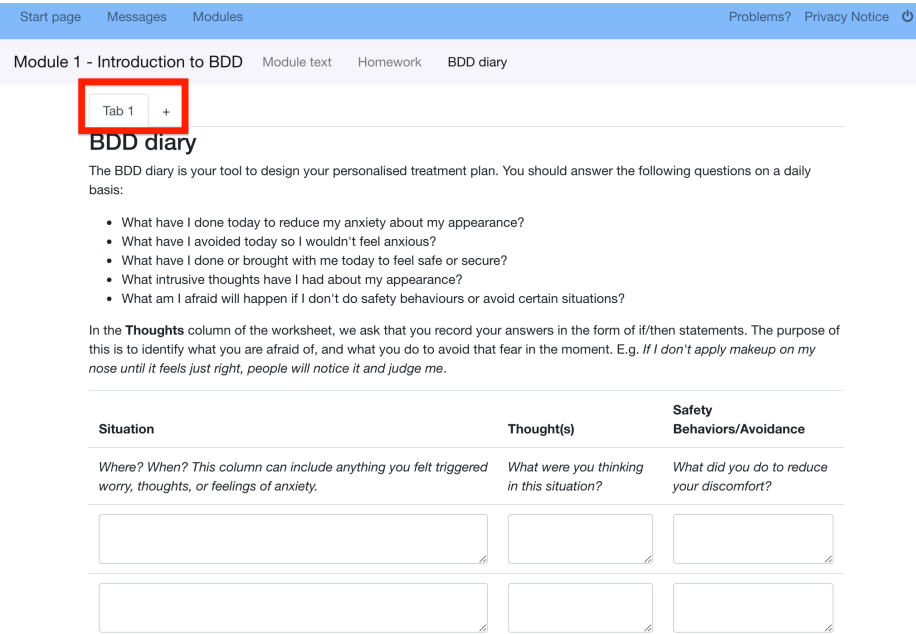 Start page Messages Modules Problems? Privacy Notice
Module 1 - Introduction to BDD Module text Homework BDD diary
Tab 1 +
BDD diary
The BDD diary is your tool to design your personalised treatment plan. You should answer the following questions on a daily
basis:
• What have I done today to reduce my anxiety about my appearance?
• What have I avoided today so I wouldn't feel anxious?
• What have I done or brought with me today to feel safe or secure?
• What intrusive thoughts have I had about my appearance?
• What am I afraid will happen if I don't do safety behaviours or avoid certain situations?
In the Thoughts column of the worksheet, we ask that you record your answers in the form of if/then statements. The purpose of
this is to identify what you are afraid of, and what you do to avoid that fear in the moment. E.g. If I don't apply makeup on my
nose until it feels just right, people will notice it and judge me.
Safety
Situation Thought(s) Behaviors/Avoidance
Where? When? This column can include anything you felt triggered What were you thinking What did you do to reduce
worry, thoughts, or feelings of anxiety. in this situation? your discomfort?